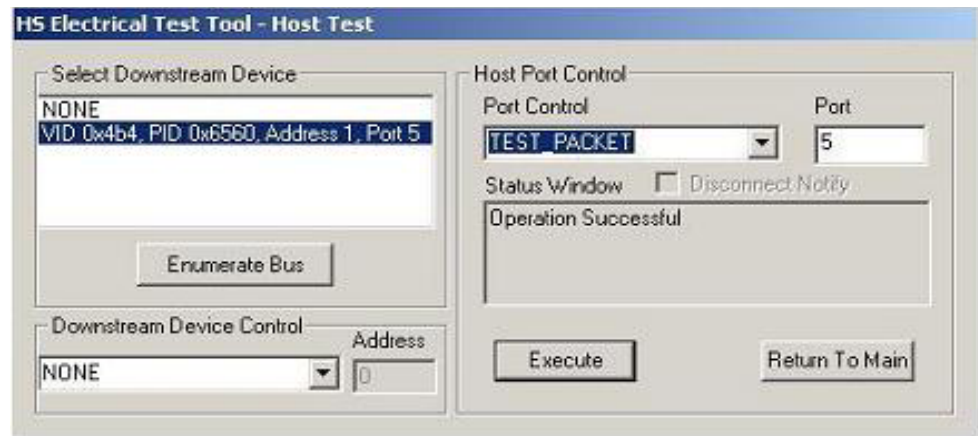 HS Electrical Test Tool - Host Test
Select Downstream Device
NONE
VID 0x4b4, PID 0x6560, Address 1, Port 5
Enumerate Bus
Downstream Device Control
Address
NONE
0
Host Port Control
Port Control
Port
TEST_PACKET
5
Status Window
Disconnect Notify
Operation Successful
Execute
Return To Main